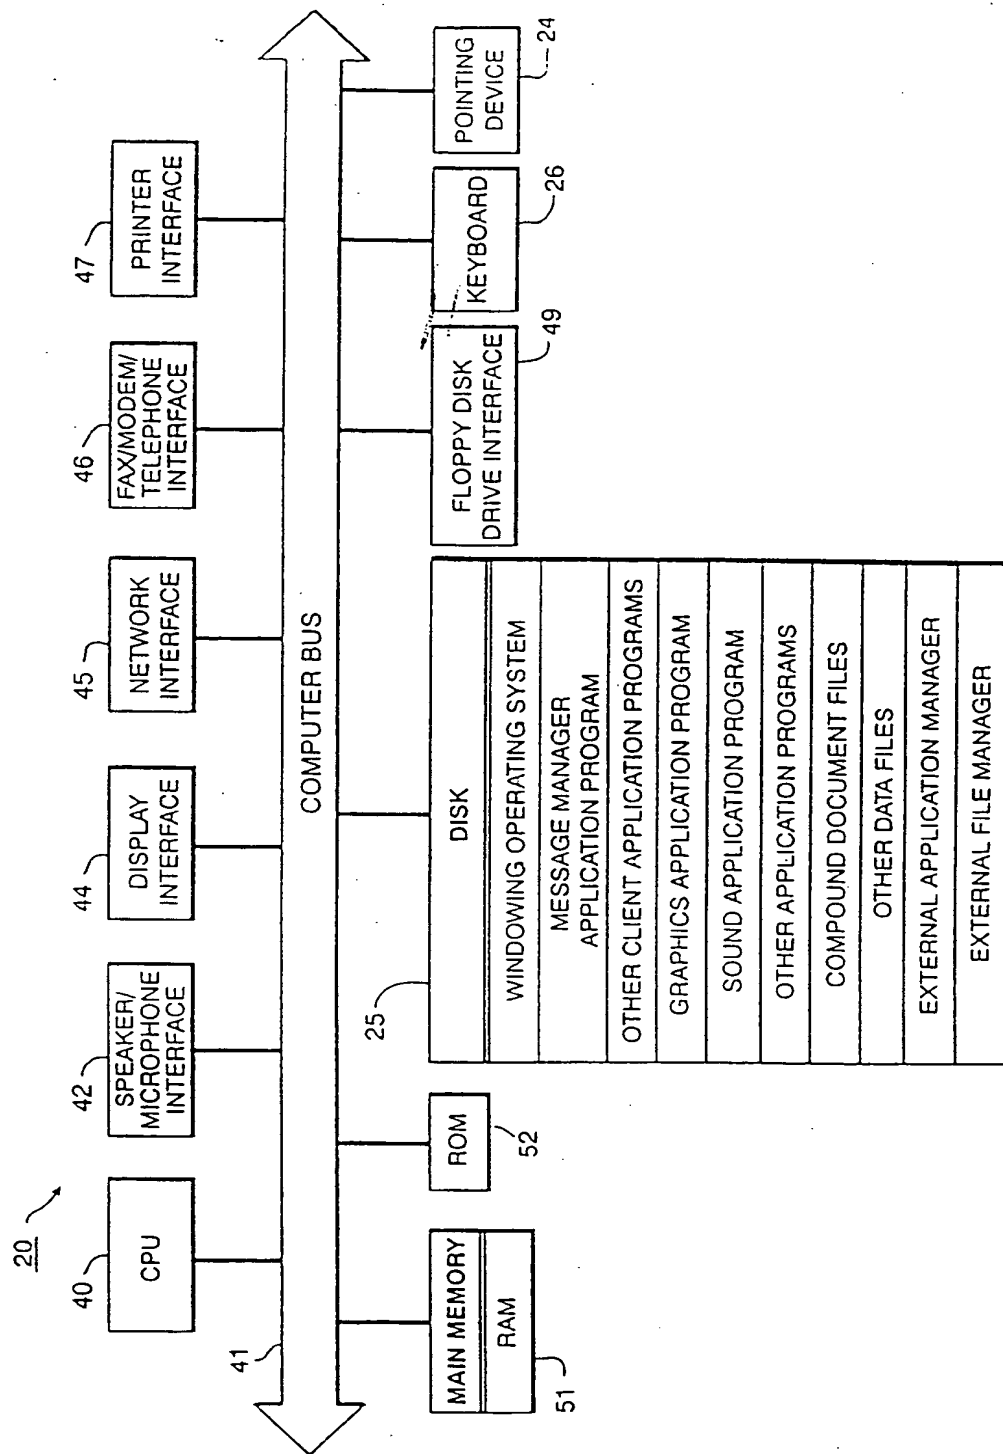 20
40
CPU
42
SPEAKER/
MICROPHONE
INTERFACE
44
DISPLAY
INTERFACE
45
NETWORK
INTERFACE
46
FAX/MODEM/
TELEPHONE
INTERFACE
47
PRINTER
INTERFACE
41
COMPUTER BUS
MAIN MEMORY
RAM
51
ROM
52
25
DISK
WINDOWING OPERATING SYSTEM
MESSAGE MANAGER
APPLICATION PROGRAM
OTHER CLIENT APPLICATION PROGRAMS
GRAPHICS APPLICATION PROGRAM
SOUND APPLICATION PROGRAM
OTHER APPLICATION PROGRAMS
COMPOUND DOCUMENT FILES
OTHER DATA FILES
EXTERNAL APPLICATION MANAGER
EXTERNAL FILE MANAGER
FLOPPY DISK
DRIVE INTERFACE
49
KEYBOARD
26
POINTING
DEVICE
24